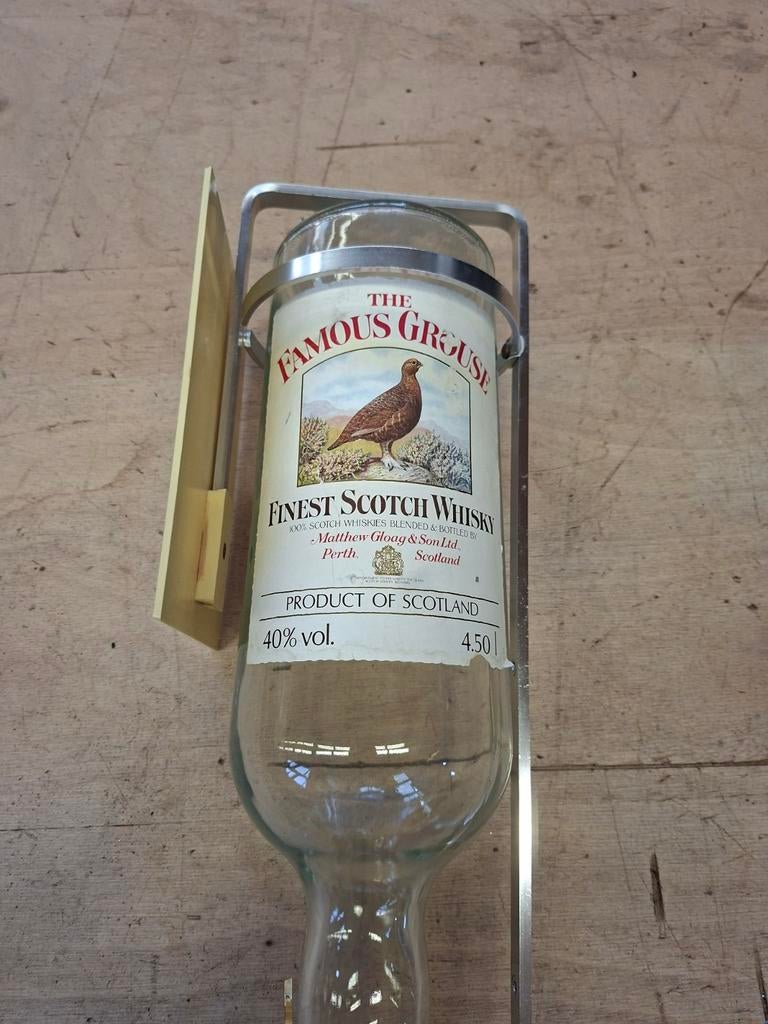 THE
FAMOUS GROUSE
FINEST SCOTCH WHISKY
100% SCOTCH WHISKIES BLENDED & BOTTLED BY
Matthew Gloag & Son Ltd.
Perth. Scotland
PRODUCT OF SCOTLAND
40% vol. 4.50 l